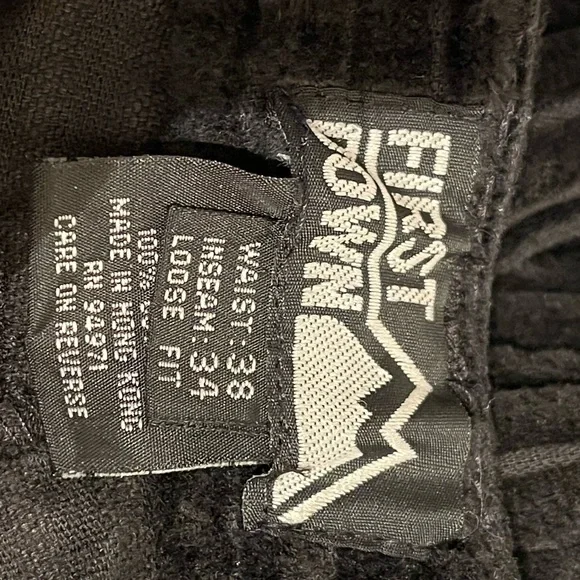 FIRST
DOWN
WAIST: 38
INSEAM: 34
LOOSE FIT
100%
MADE IN HONG KONG
RN 94971
CARE ON REVERSE